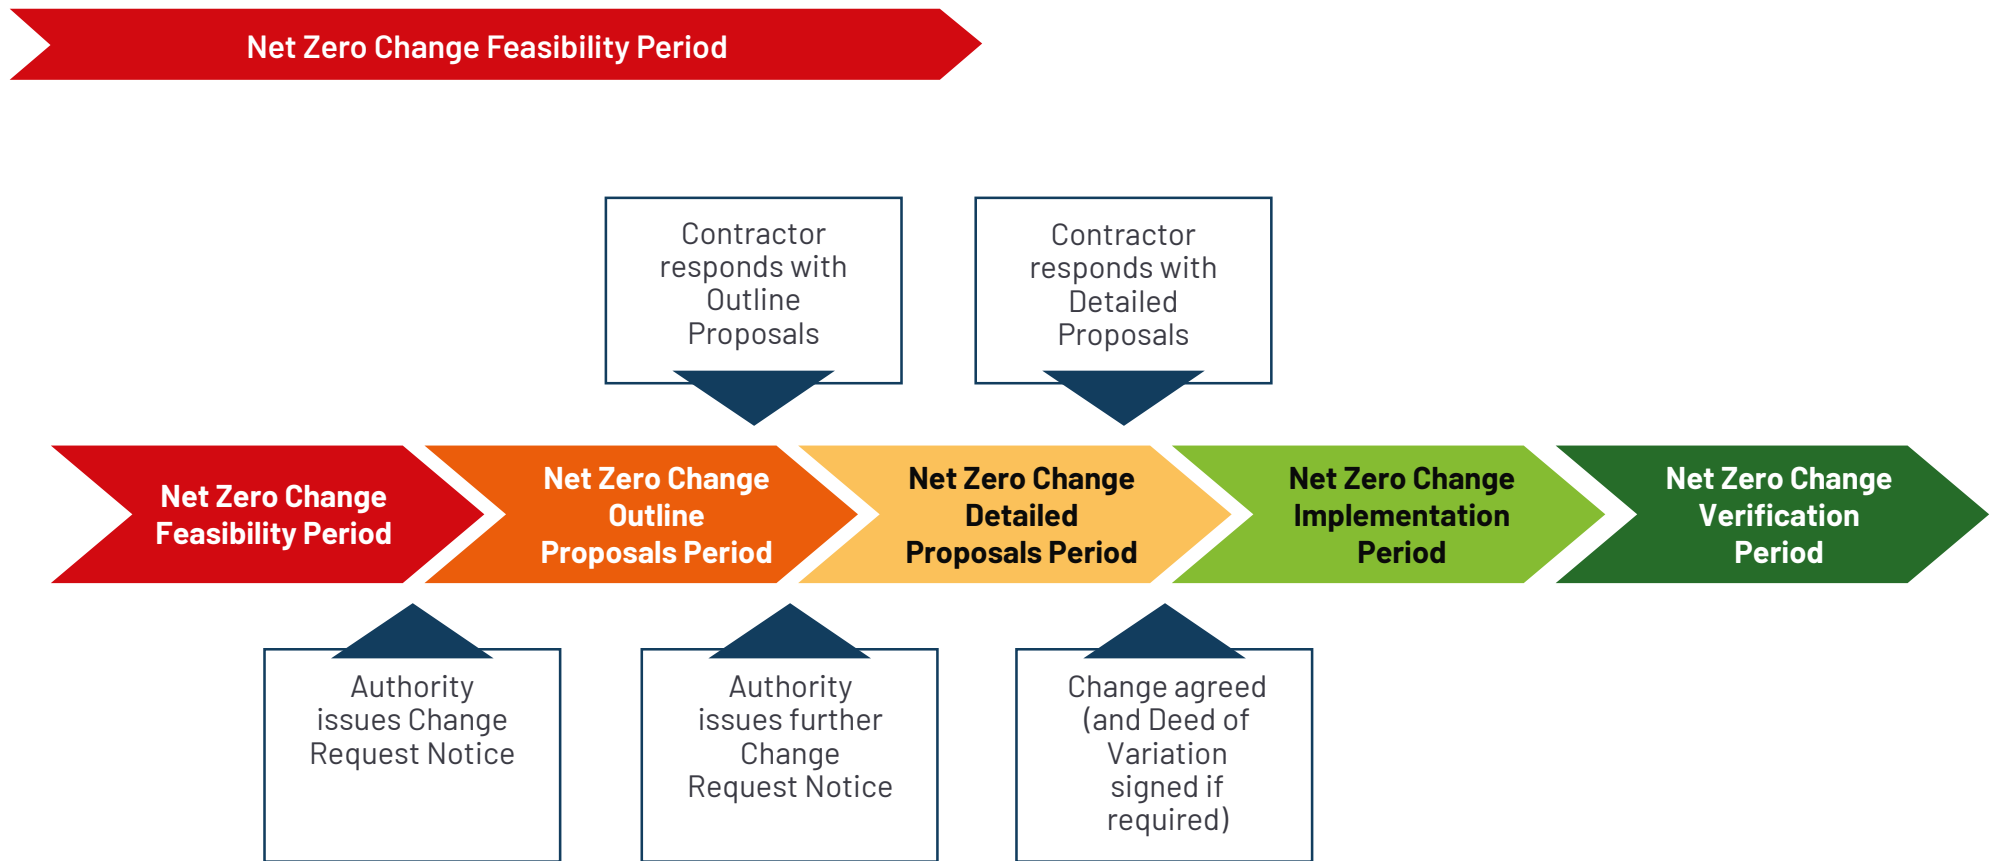 Net Zero Change Feasibility Period
Contractor
responds with
Outline
Proposals
Contractor
responds with
Detailed
Proposals
Net Zero Change
Feasibility Period
Net Zero Change
Outline
Proposals Period
Net Zero Change
Detailed
Proposals Period
Net Zero Change
Implementation
Period
Net Zero Change
Verification
Period
Authority
issues Change
Request Notice
Authority
issues further
Change
Request Notice
Change agreed
(and Deed of
Variation
signed if
required)